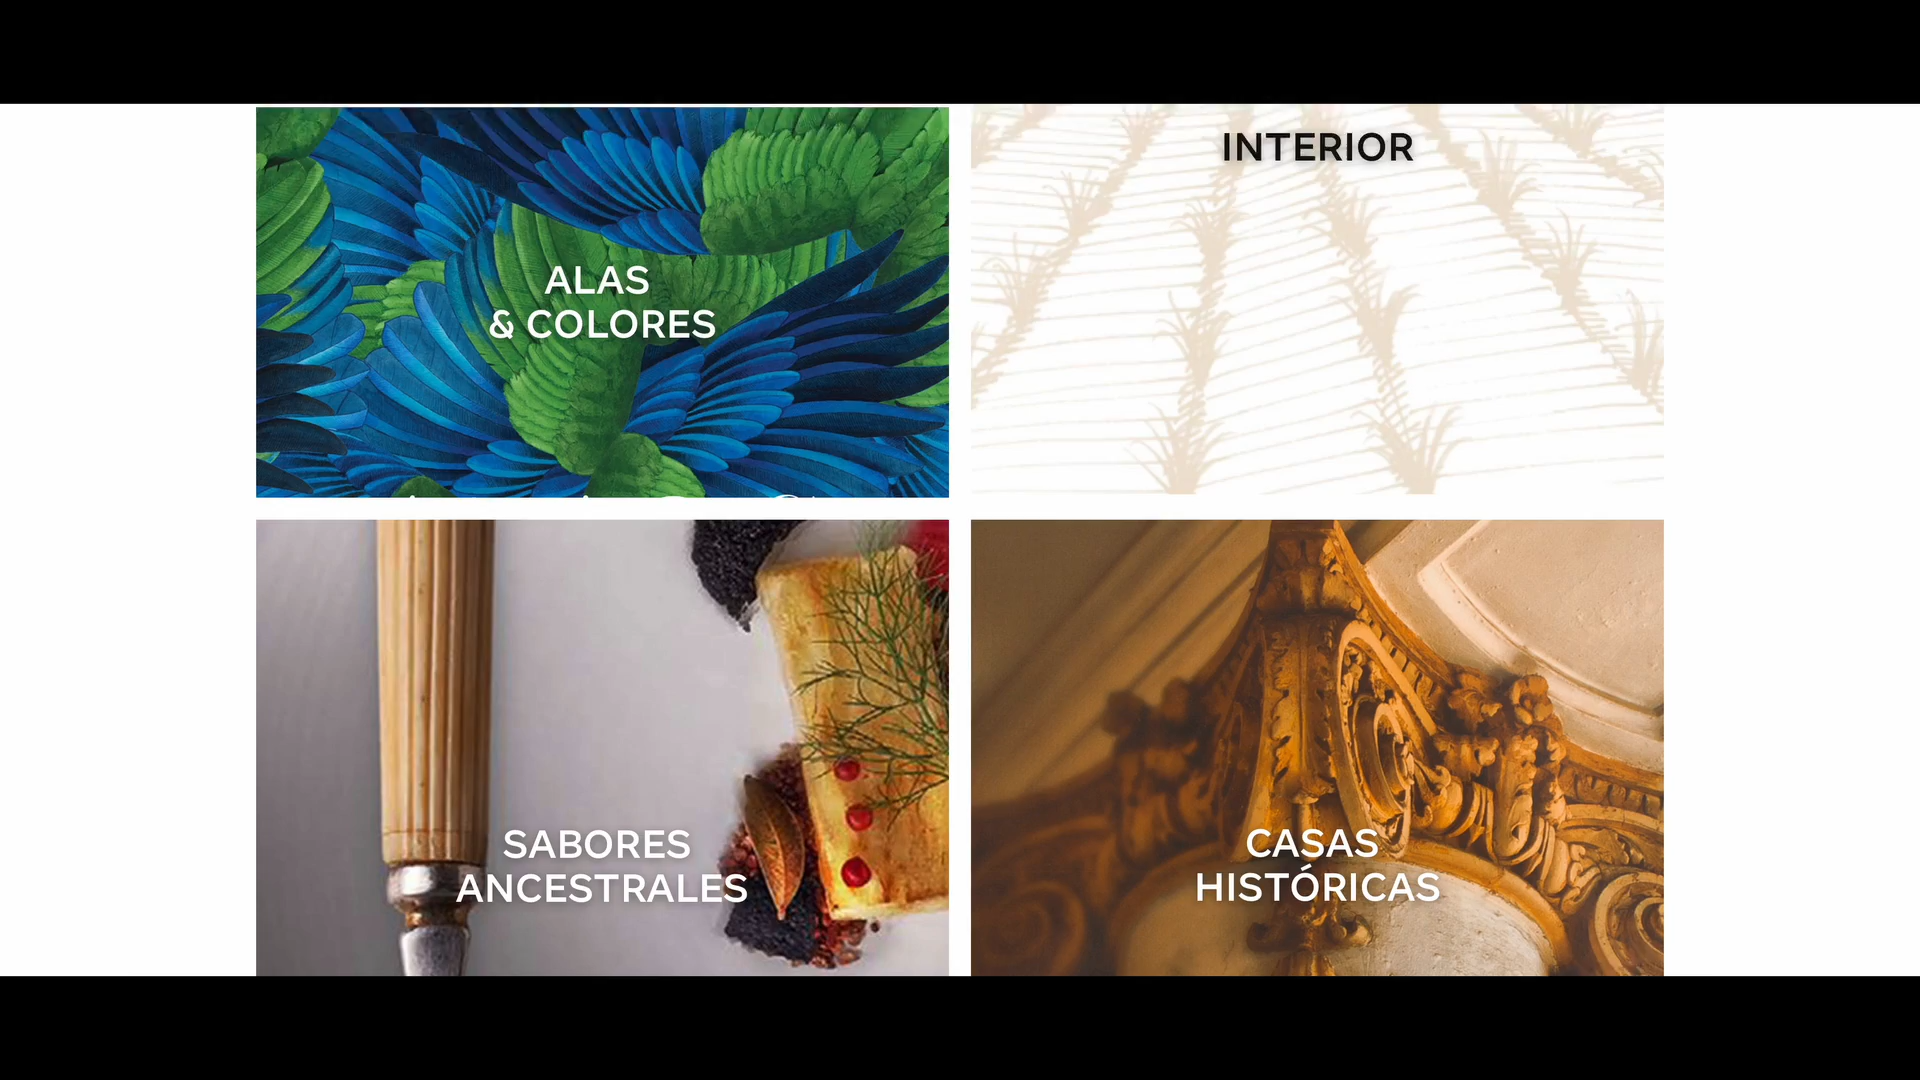 ALAS
& COLORES
INTERIOR
SABORES
ANCESTRALES
CASAS
HISTÓRICAS